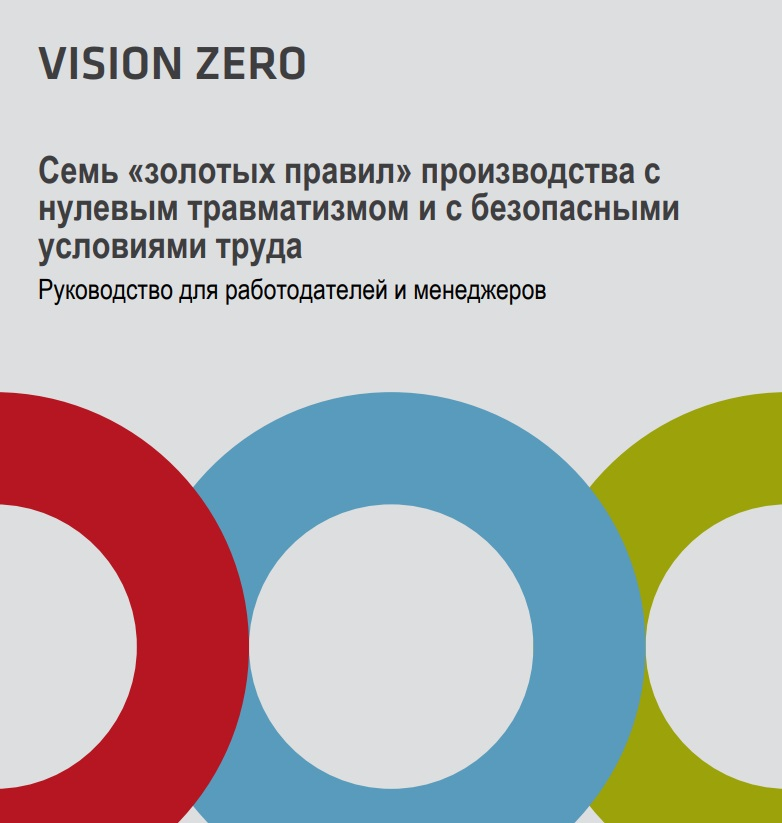 VISION ZERO
Семь «золотых правил» производства с
нулевым травматизмом и с безопасными
условиями труда
Руководство для работодателей и менеджеров